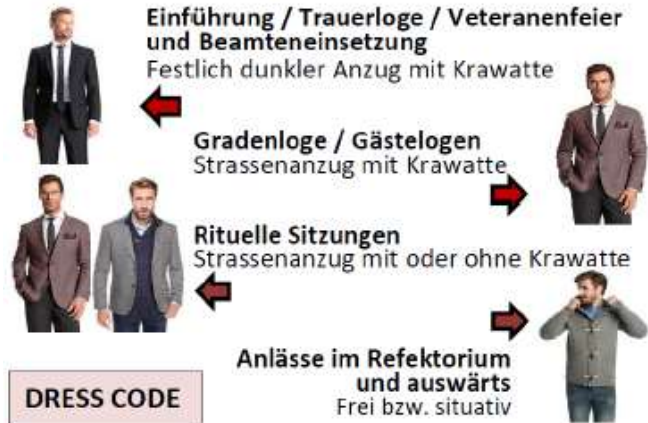 Einführung / Trauerloge / Veteranenfeier
und Beamteneinsetzung
Festlich dunkler Anzug mit Krawatte
Gradenloge / Gästelogen
Strassenanzug mit Krawatte
Rituelle Sitzungen
Strassenanzug mit oder ohne Krawatte
Anlässe im Refektorium
und auswärts
Frei bzw. situativ
DRESS CODE